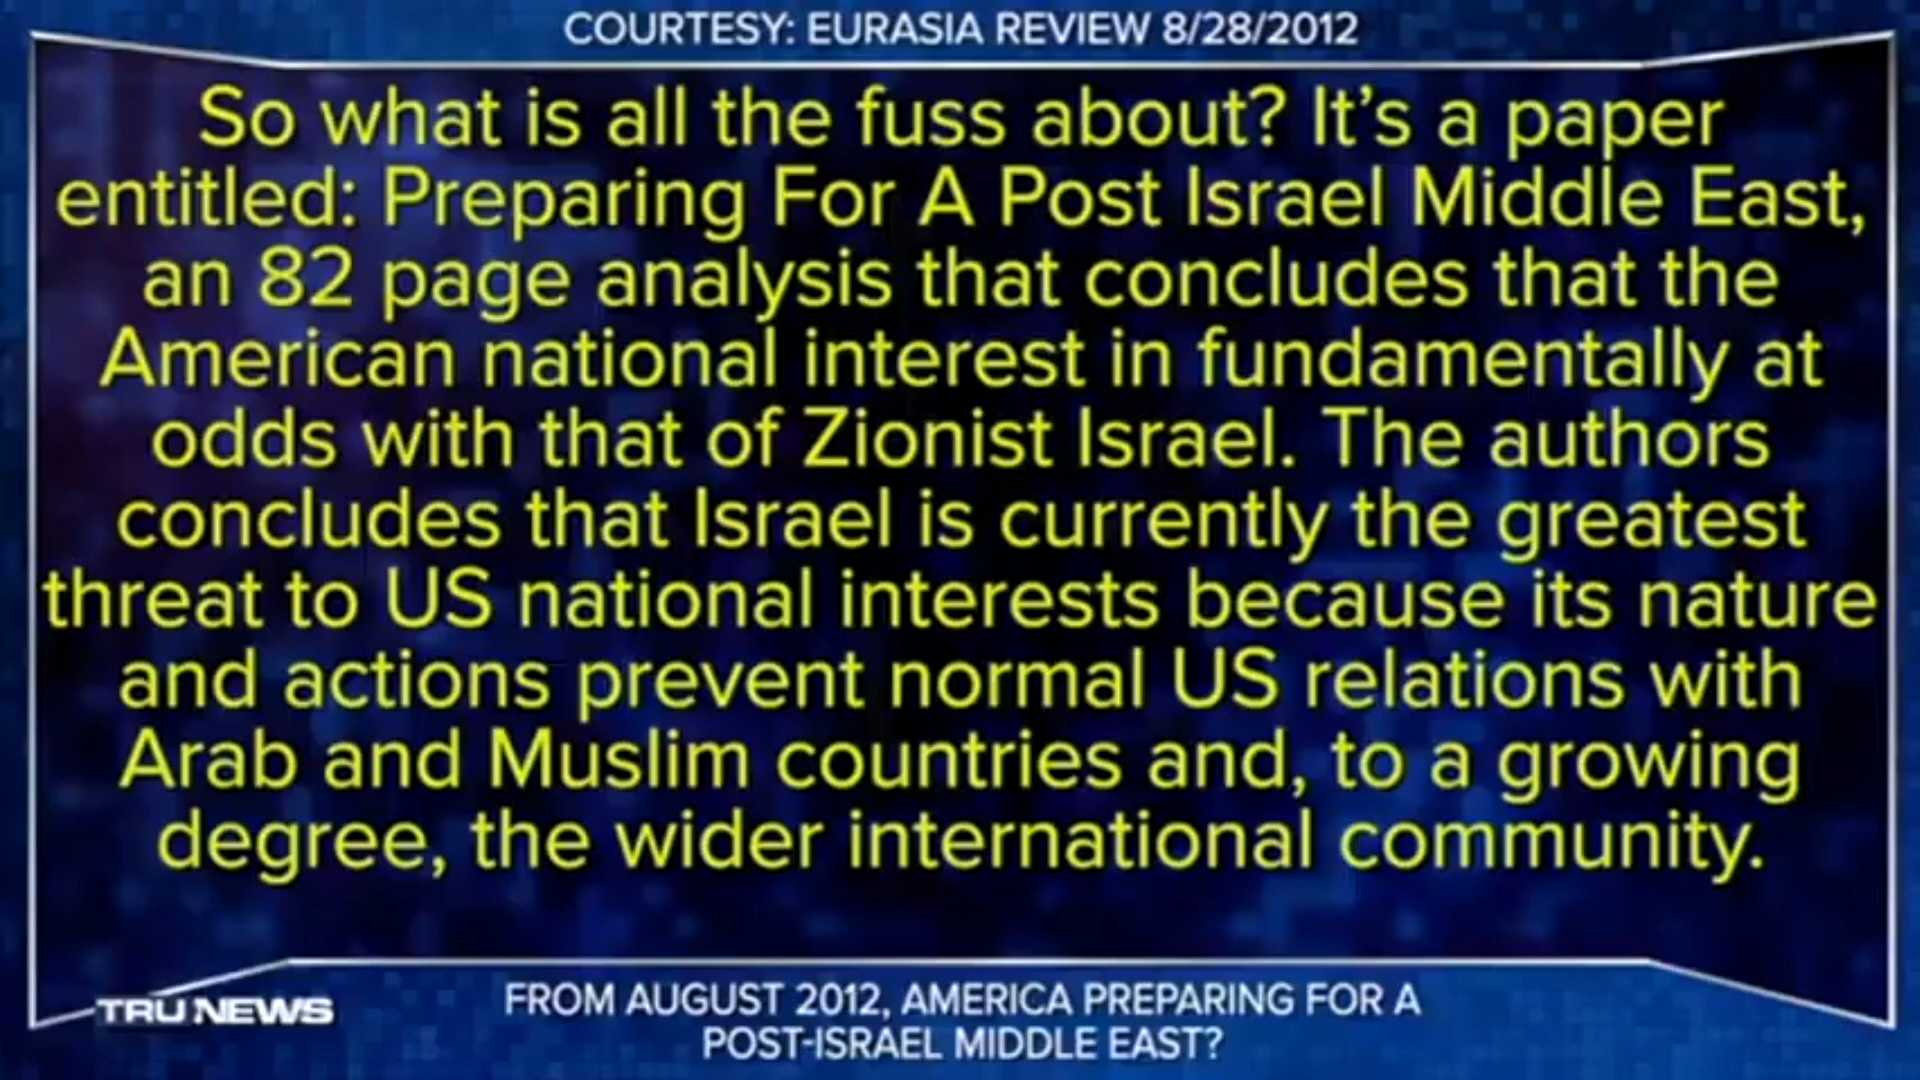 COURTESY: EURASIA REVIEW 8/28/2012
So what is all the fuss about? It's a paper
entitled: Preparing For A Post Israel Middle East,
an 82 page analysis that concludes that the
American national interest in fundamentally at
odds with that of Zionist Israel. The authors
concludes that Israel is currently the greatest
threat to US national interests because its nature
and actions prevent normal US relations with
Arab and Muslim countries and, to a growing
degree, the wider international community.
TRUNEWS
FROM AUGUST 2012, AMERICA PREPARING FOR A
POST-ISRAEL MIDDLE EAST?